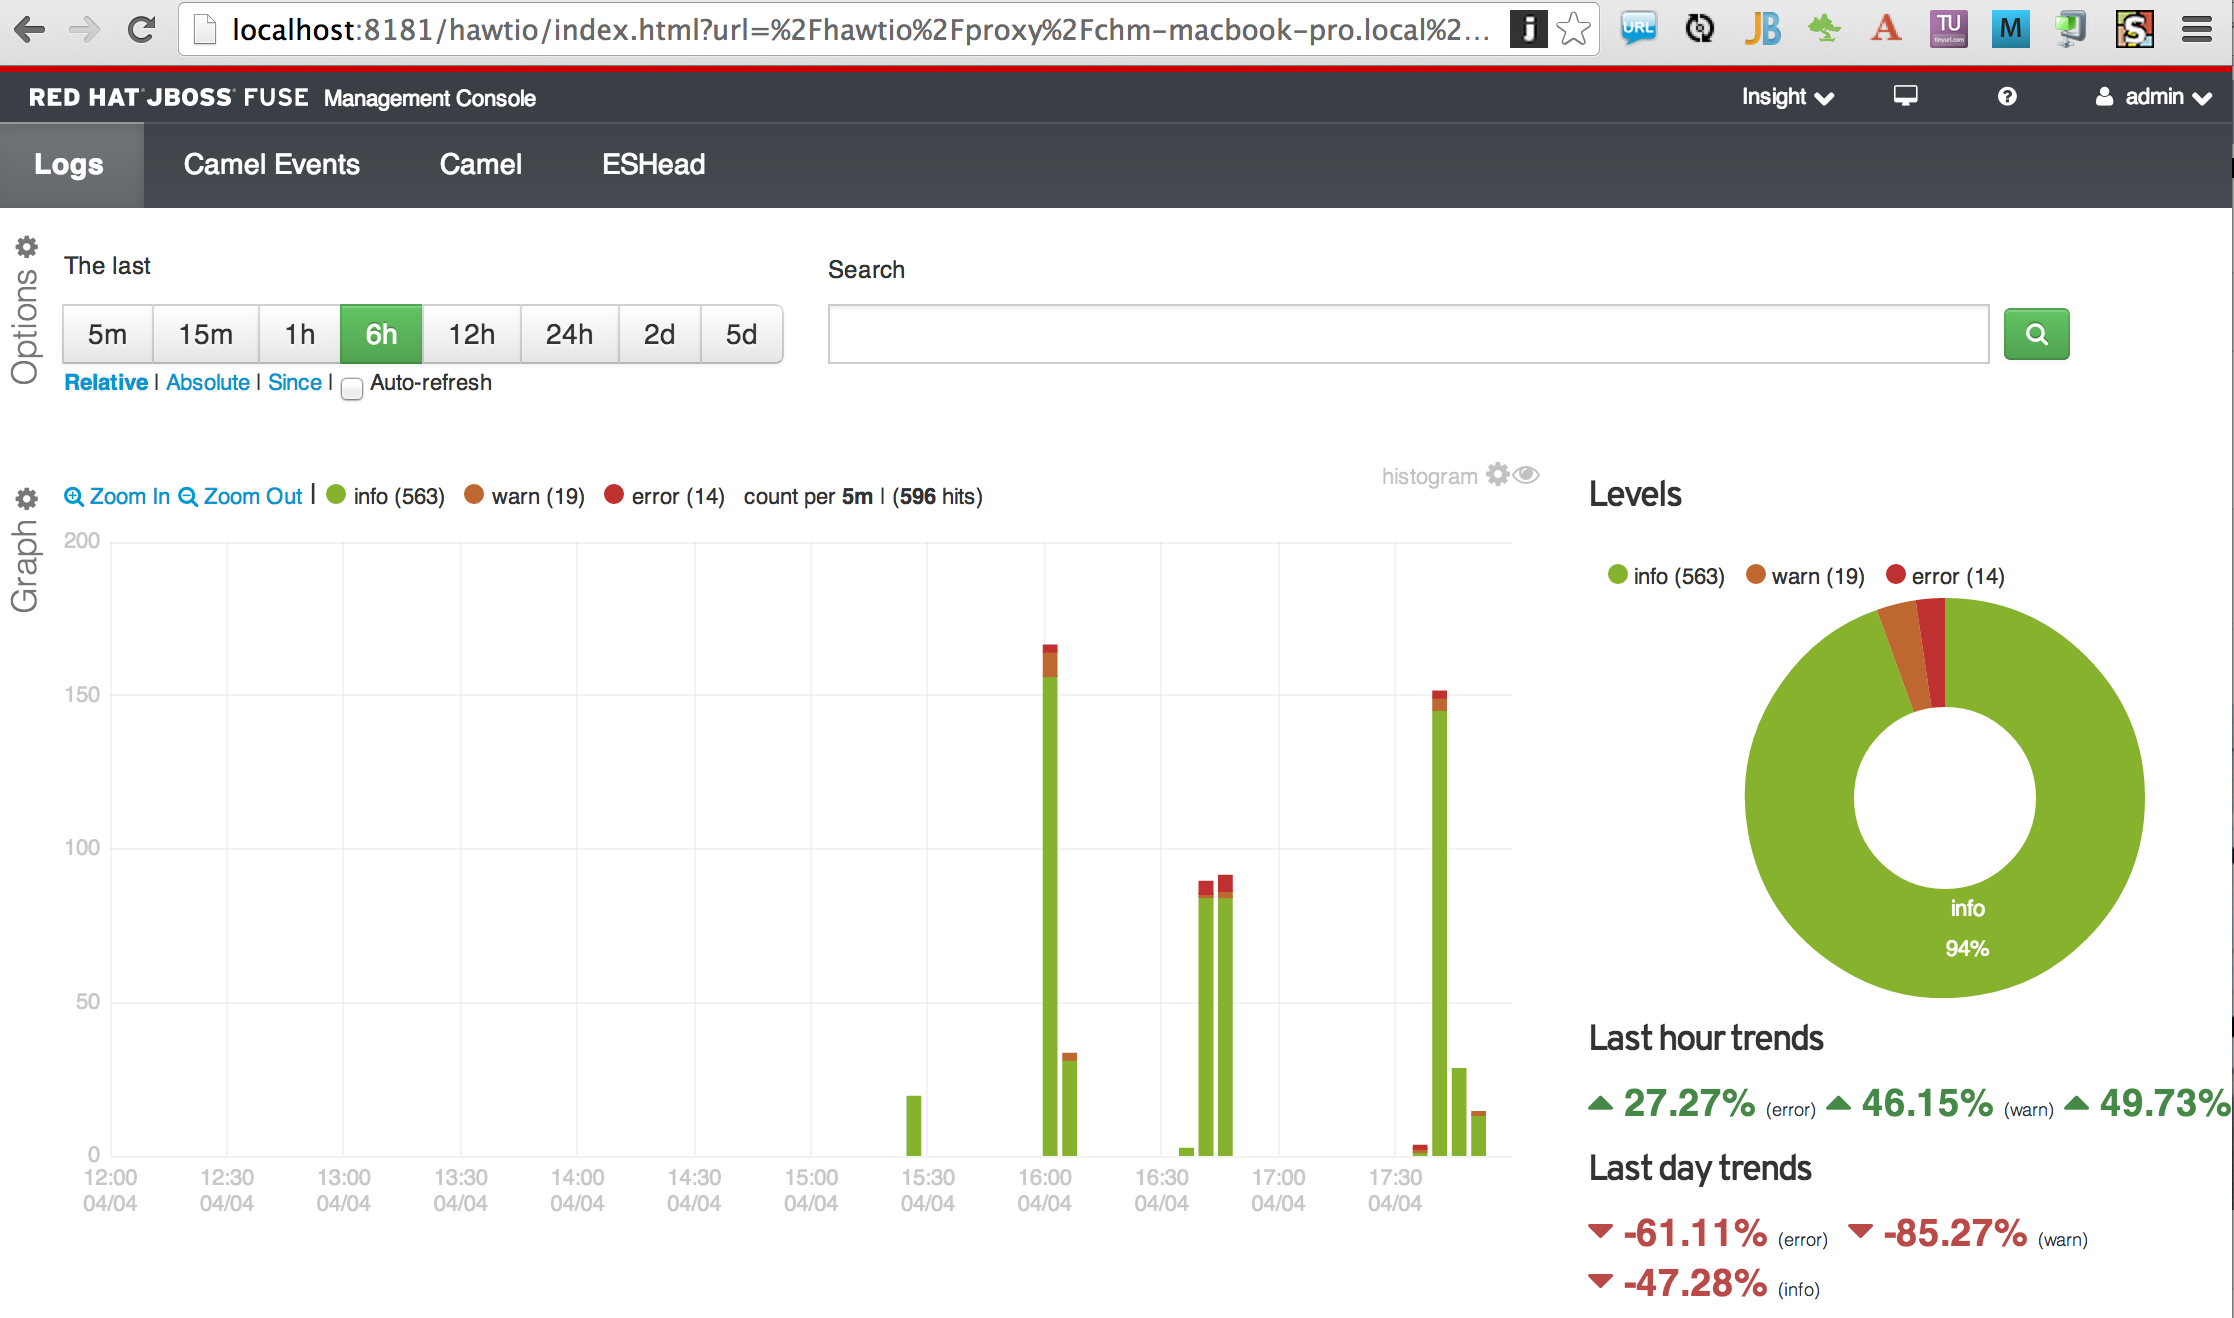 localhost:8181/hawtio/index.html?url=%2Fhawtio%2Fproxy%2Fchm-macbook-pro.local%2...
j URL JB A TU tinyurl.com M S
RED HAT JBOSS FUSE Management Console Insight admin
Logs Camel Events Camel ESHead
Options
The last Search
5m 15m 1h 6h 12h 24h 2d 5d
Relative | Absolute | Since | Auto-refresh
Graph
histogram
Zoom In Zoom Out | info (563) warn (19) error (14) count per 5m | (596 hits)
200
150
100
50
0
12:00 12:30 13:00 13:30 14:00 14:30 15:00 15:30 16:00 16:30 17:00 17:30
04/04 04/04 04/04 04/04 04/04 04/04 04/04 04/04 04/04 04/04 04/04 04/04
Levels
info (563) warn (19) error (14)
info
94%
Last hour trends
27.27% (error) 46.15% (warn) 49.73%
Last day trends
-61.11% (error) -85.27% (warn)
-47.28% (info)